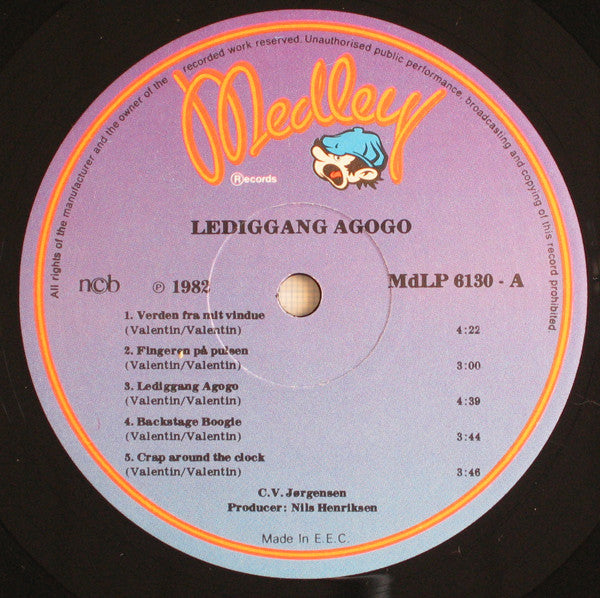 All rights of the manufacturer and the owner of the recorded work reserved. Unauthorised public performance, broadcasting and copying of this record prohibited.
Medley
Ⓡecords
LEDIGGANG AGOGO
ncb
℗ 1982
MdLP 6130 - A
1. Verden fra mit vindue
(Valentin/Valentin) 4:22
2. Fingeren på pulsen
(Valentin/Valentin) 3:00
3. Lediggang Agogo
(Valentin/Valentin) 4:39
4. Backstage Boogie
(Valentin/Valentin) 3:44
5. Crap around the clock
(Valentin/Valentin) 3:46
C.V. Jørgensen
Producer: Nils Henriksen
Made In E.E.C.